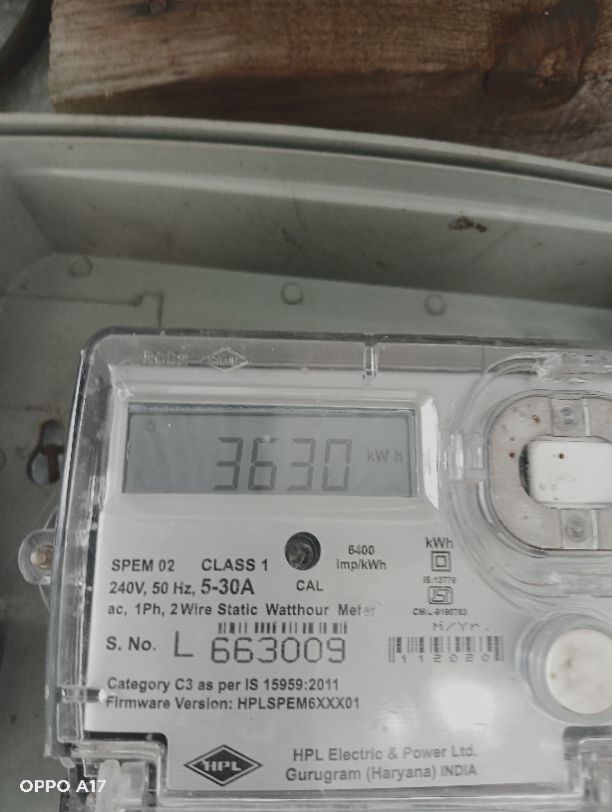 3630 kWh
SPEM 02 CLASS 1
6400 imp/kWh
kWh
240V, 50 Hz, 5-30A
CAL
IS:13779
ac, 1Ph, 2 Wire Static Watthour Meter
CM/L-9190783
M/Yr.
S. No. L 663009
112020
Category C3 as per IS 15959:2011
Firmware Version: HPLSPEM6XXX01
HPL
HPL Electric & Power Ltd.
Gurugram (Haryana) INDIA
OPPO A17